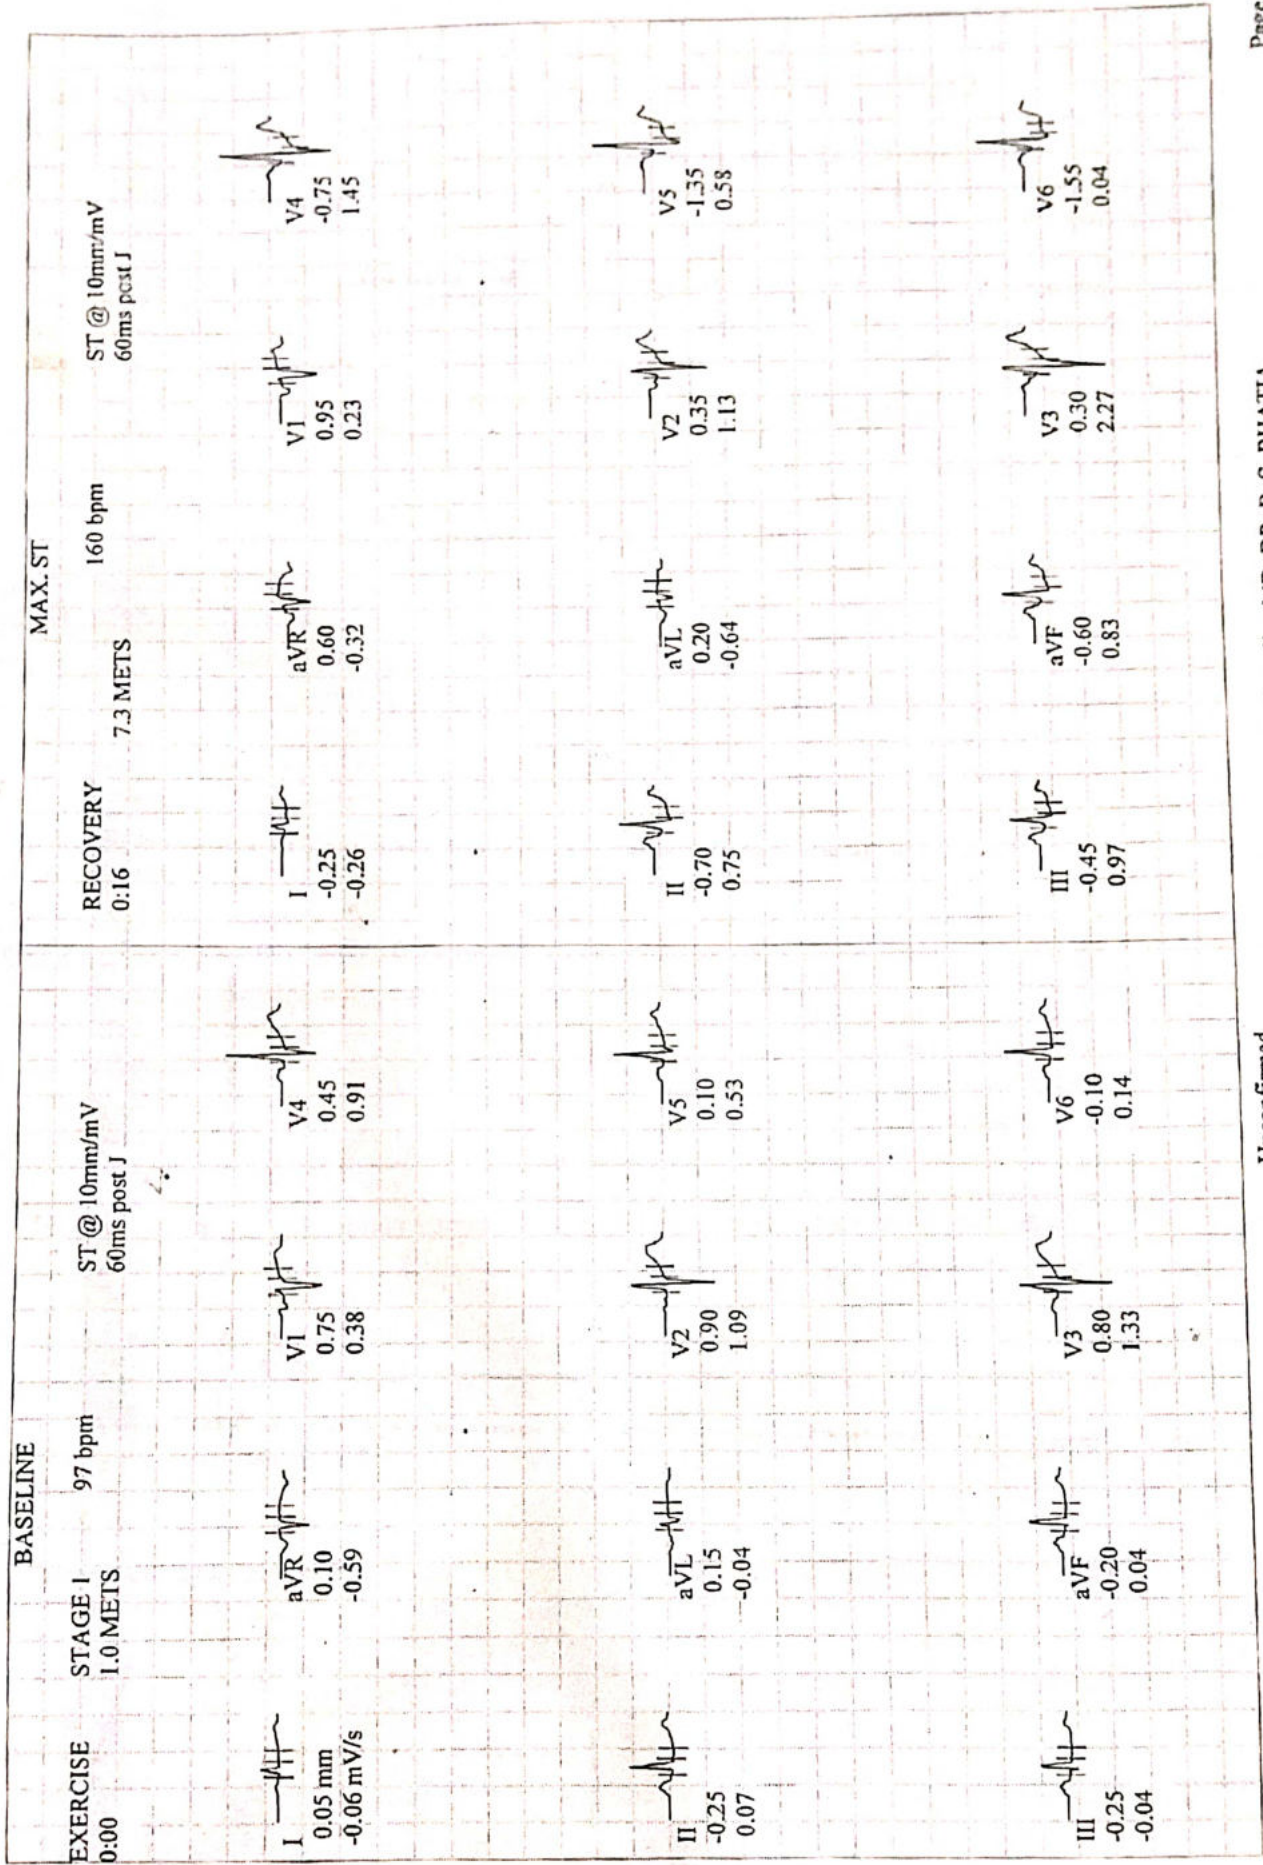 BASELINE
EXERCISE STAGE 1 97 bpm ST @ 10mm/mV
0:00 1.0 METS 60ms post J
I aVR V1 V4
0.05 mm 0.10 0.75 0.45
-0.06 mV/s -0.59 0.38 0.91
II aVL V2 V5
-0.25 0.15 0.90 0.10
0.07 -0.04 1.09 0.53
III aVF V3 V6
-0.25 -0.20 0.80 -0.10
-0.04 0.04 1.33 0.14
MAX. ST
RECOVERY 160 bpm ST @ 10mm/mV
0:16 7.3 METS 60ms post J
I aVR V1 V4
-0.25 0.60 0.95 -0.75
-0.26 -0.32 0.23 1.45
II aVL V2 V5
-0.70 0.20 0.35 -1.35
0.75 -0.64 1.13 0.58
III aVF V3 V6
-0.45 -0.60 0.30 -1.55
0.97 0.83 2.27 0.04
Unconfirmed
Page